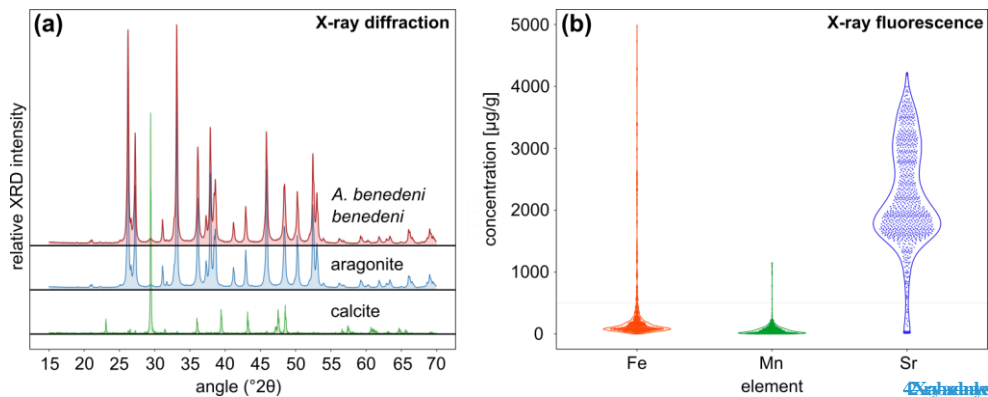 (a)
X-ray diffraction
relative XRD intensity
A. benedeni
benedeni
aragonite
calcite
15 20 25 30 35 40 45 50 55 60 65 70
angle (°2θ)
(b)
X-ray fluorescence
concentration [µg/g]
5000
4000
3000
2000
1000
0
Fe Mn Sr
element